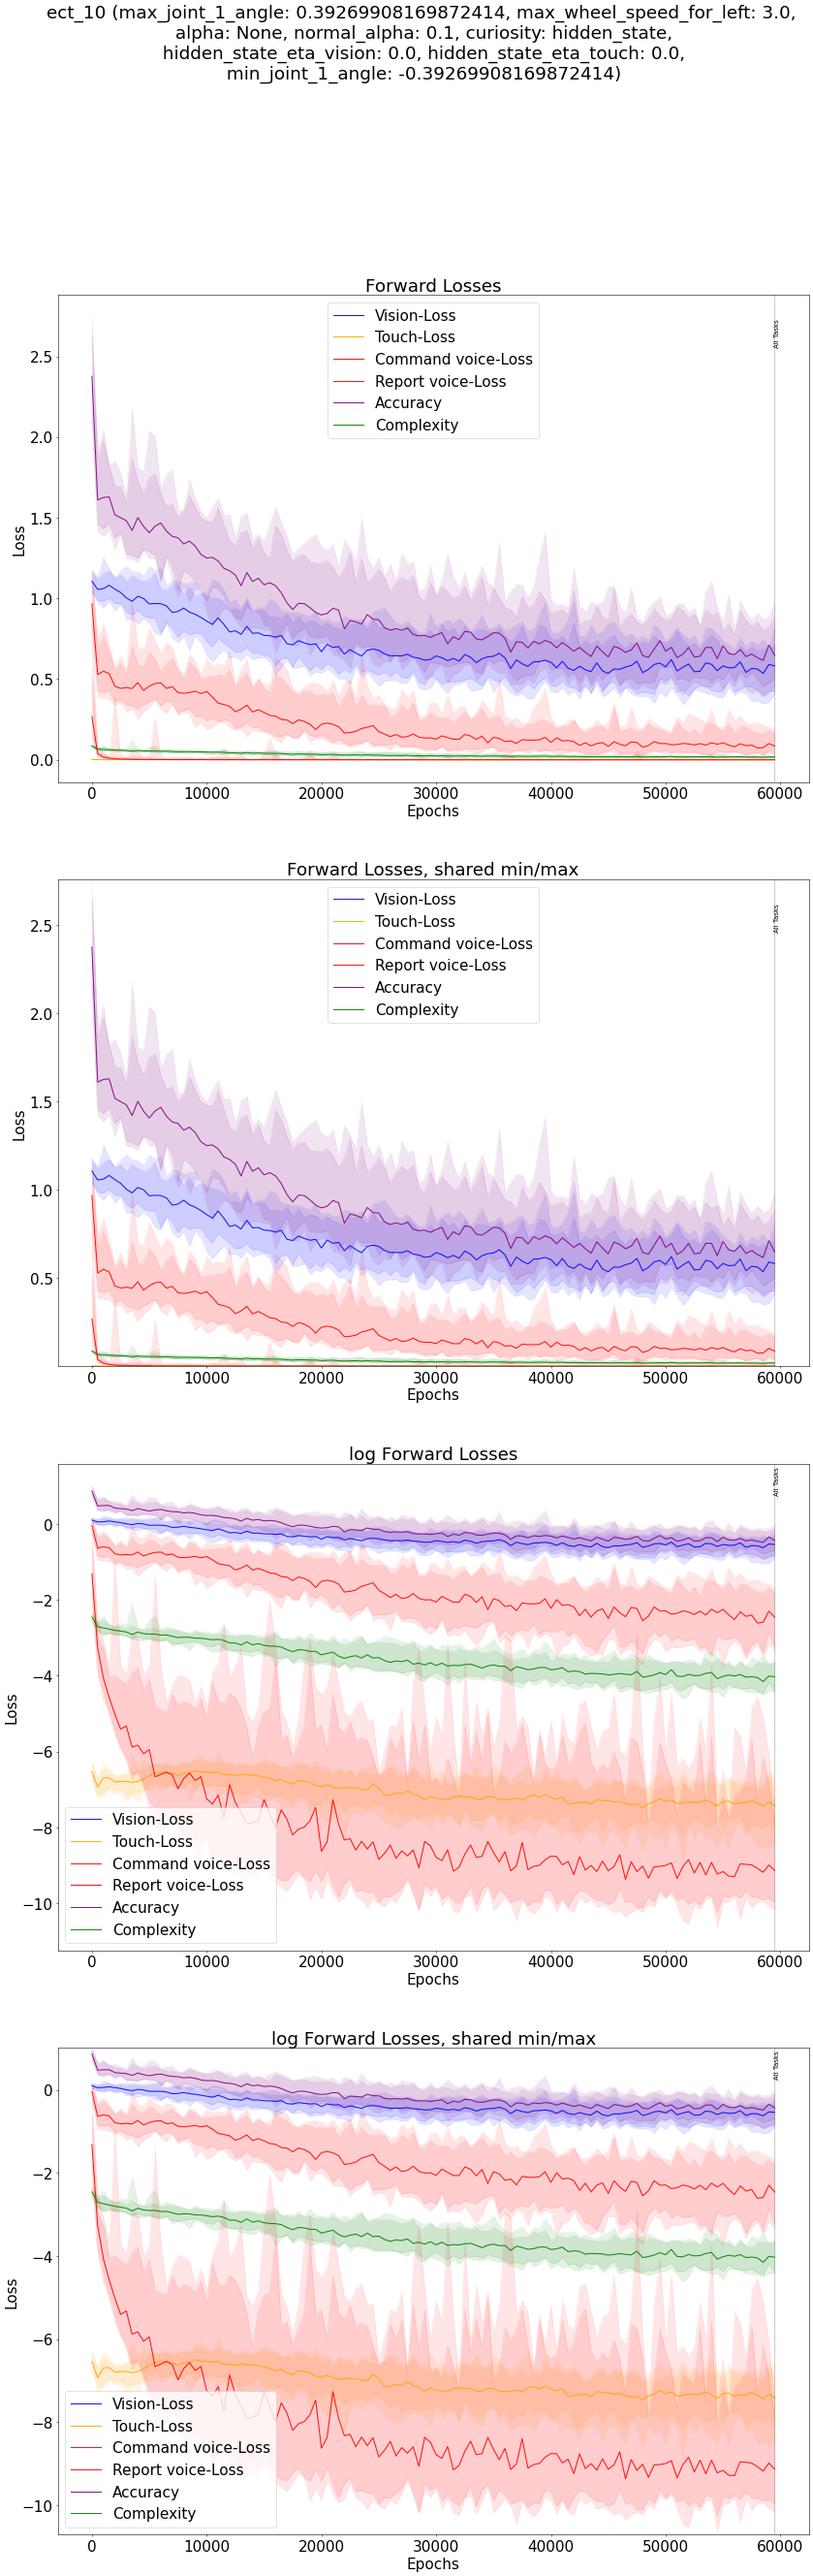 ect_10 (max_joint_1_angle: 0.39269908169872414, max_wheel_speed_for_left: 3.0,
alpha: None, normal_alpha: 0.1, curiosity: hidden_state,
hidden_state_eta_vision: 0.0, hidden_state_eta_touch: 0.0,
min_joint_1_angle: -0.39269908169872414)
Forward Losses
Vision-Loss
Touch-Loss
Command voice-Loss
Report voice-Loss
Accuracy
Complexity
All Tasks
2.5
2.0
1.5
1.0
0.5
0.0
Loss
0 10000 20000 30000 40000 50000 60000
Epochs
Forward Losses, shared min/max
Vision-Loss
Touch-Loss
Command voice-Loss
Report voice-Loss
Accuracy
Complexity
All Tasks
2.5
2.0
1.5
1.0
0.5
Loss
0 10000 20000 30000 40000 50000 60000
Epochs
log Forward Losses
All Tasks
0
−2
−4
−6
−8
−10
Loss
Vision-Loss
Touch-Loss
Command voice-Loss
Report voice-Loss
Accuracy
Complexity
0 10000 20000 30000 40000 50000 60000
Epochs
log Forward Losses, shared min/max
All Tasks
0
−2
−4
−6
−8
−10
Loss
Vision-Loss
Touch-Loss
Command voice-Loss
Report voice-Loss
Accuracy
Complexity
0 10000 20000 30000 40000 50000 60000
Epochs